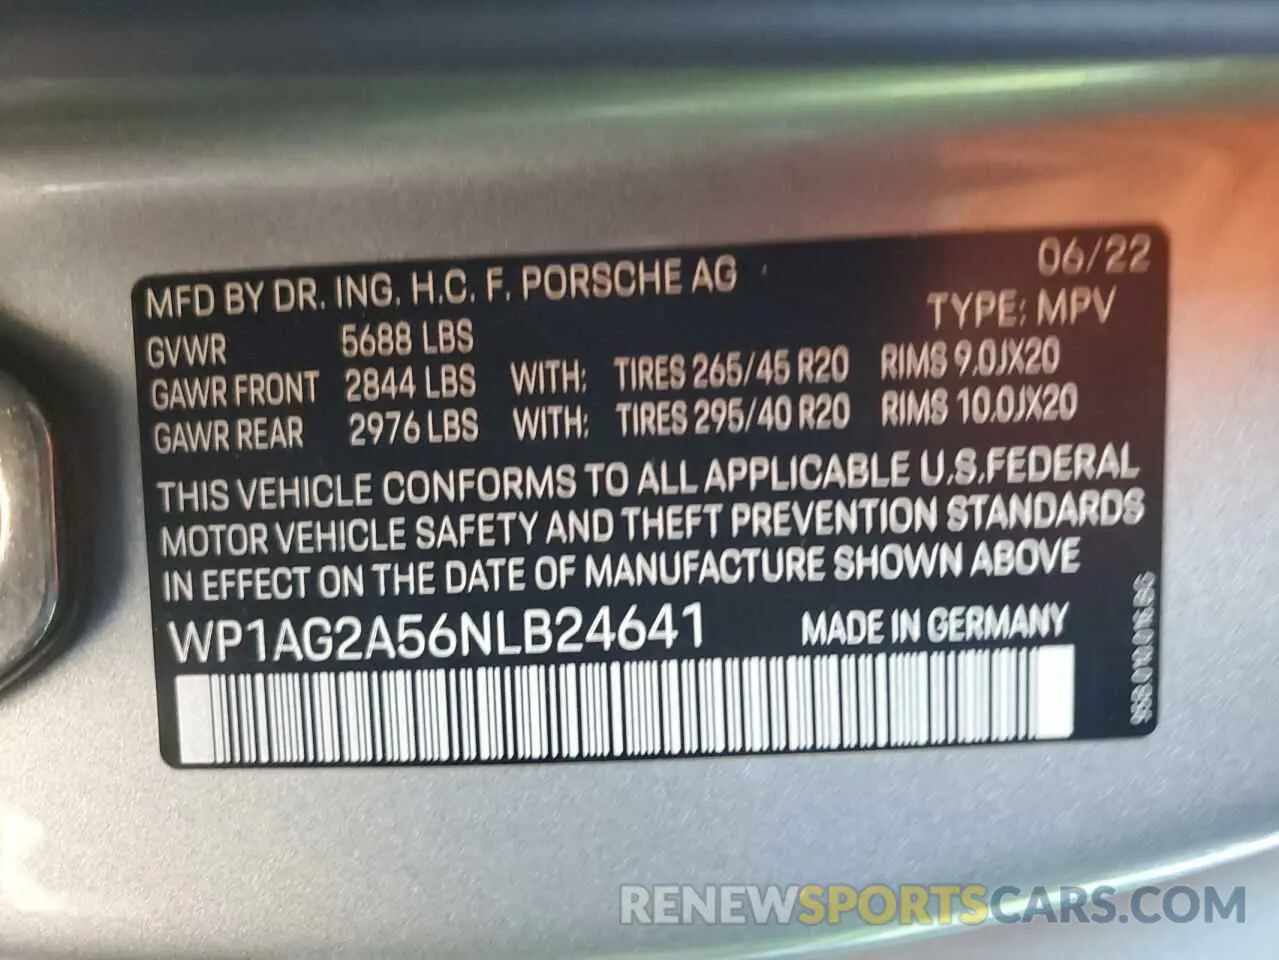 MFD BY DR. ING. H.C. F. PORSCHE AG 06/22
TYPE: MPV
GVWR 5688 LBS
GAWR FRONT 2844 LBS WITH: TIRES 265/45 R20 RIMS 9.0JX20
GAWR REAR 2976 LBS WITH: TIRES 295/40 R20 RIMS 10.0JX20
THIS VEHICLE CONFORMS TO ALL APPLICABLE U.S.FEDERAL
MOTOR VEHICLE SAFETY AND THEFT PREVENTION STANDARDS
IN EFFECT ON THE DATE OF MANUFACTURE SHOWN ABOVE
WP1AG2A56NLB24641 MADE IN GERMANY
RENEWSPORTSCARS.COM